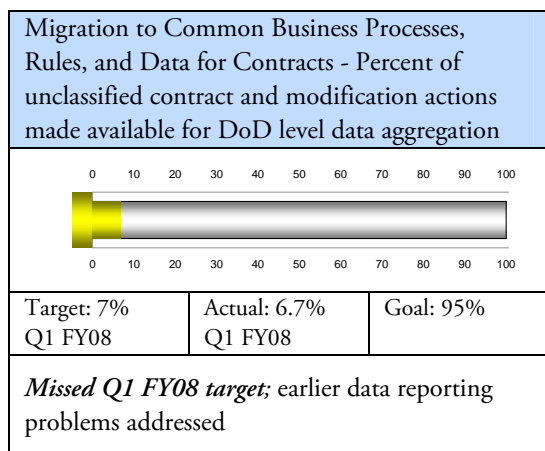 Migration to Common Business Processes,
Rules, and Data for Contracts - Percent of
unclassified contract and modification actions
made available for DoD level data aggregation
0 10 20 30 40 50 60 70 80 90 100
0 10 20 30 40 50 60 70 80 90 100
Target: 7%
Q1 FY08
Actual: 6.7%
Q1 FY08
Goal: 95%
Missed Q1 FY08 target; earlier data reporting
problems addressed